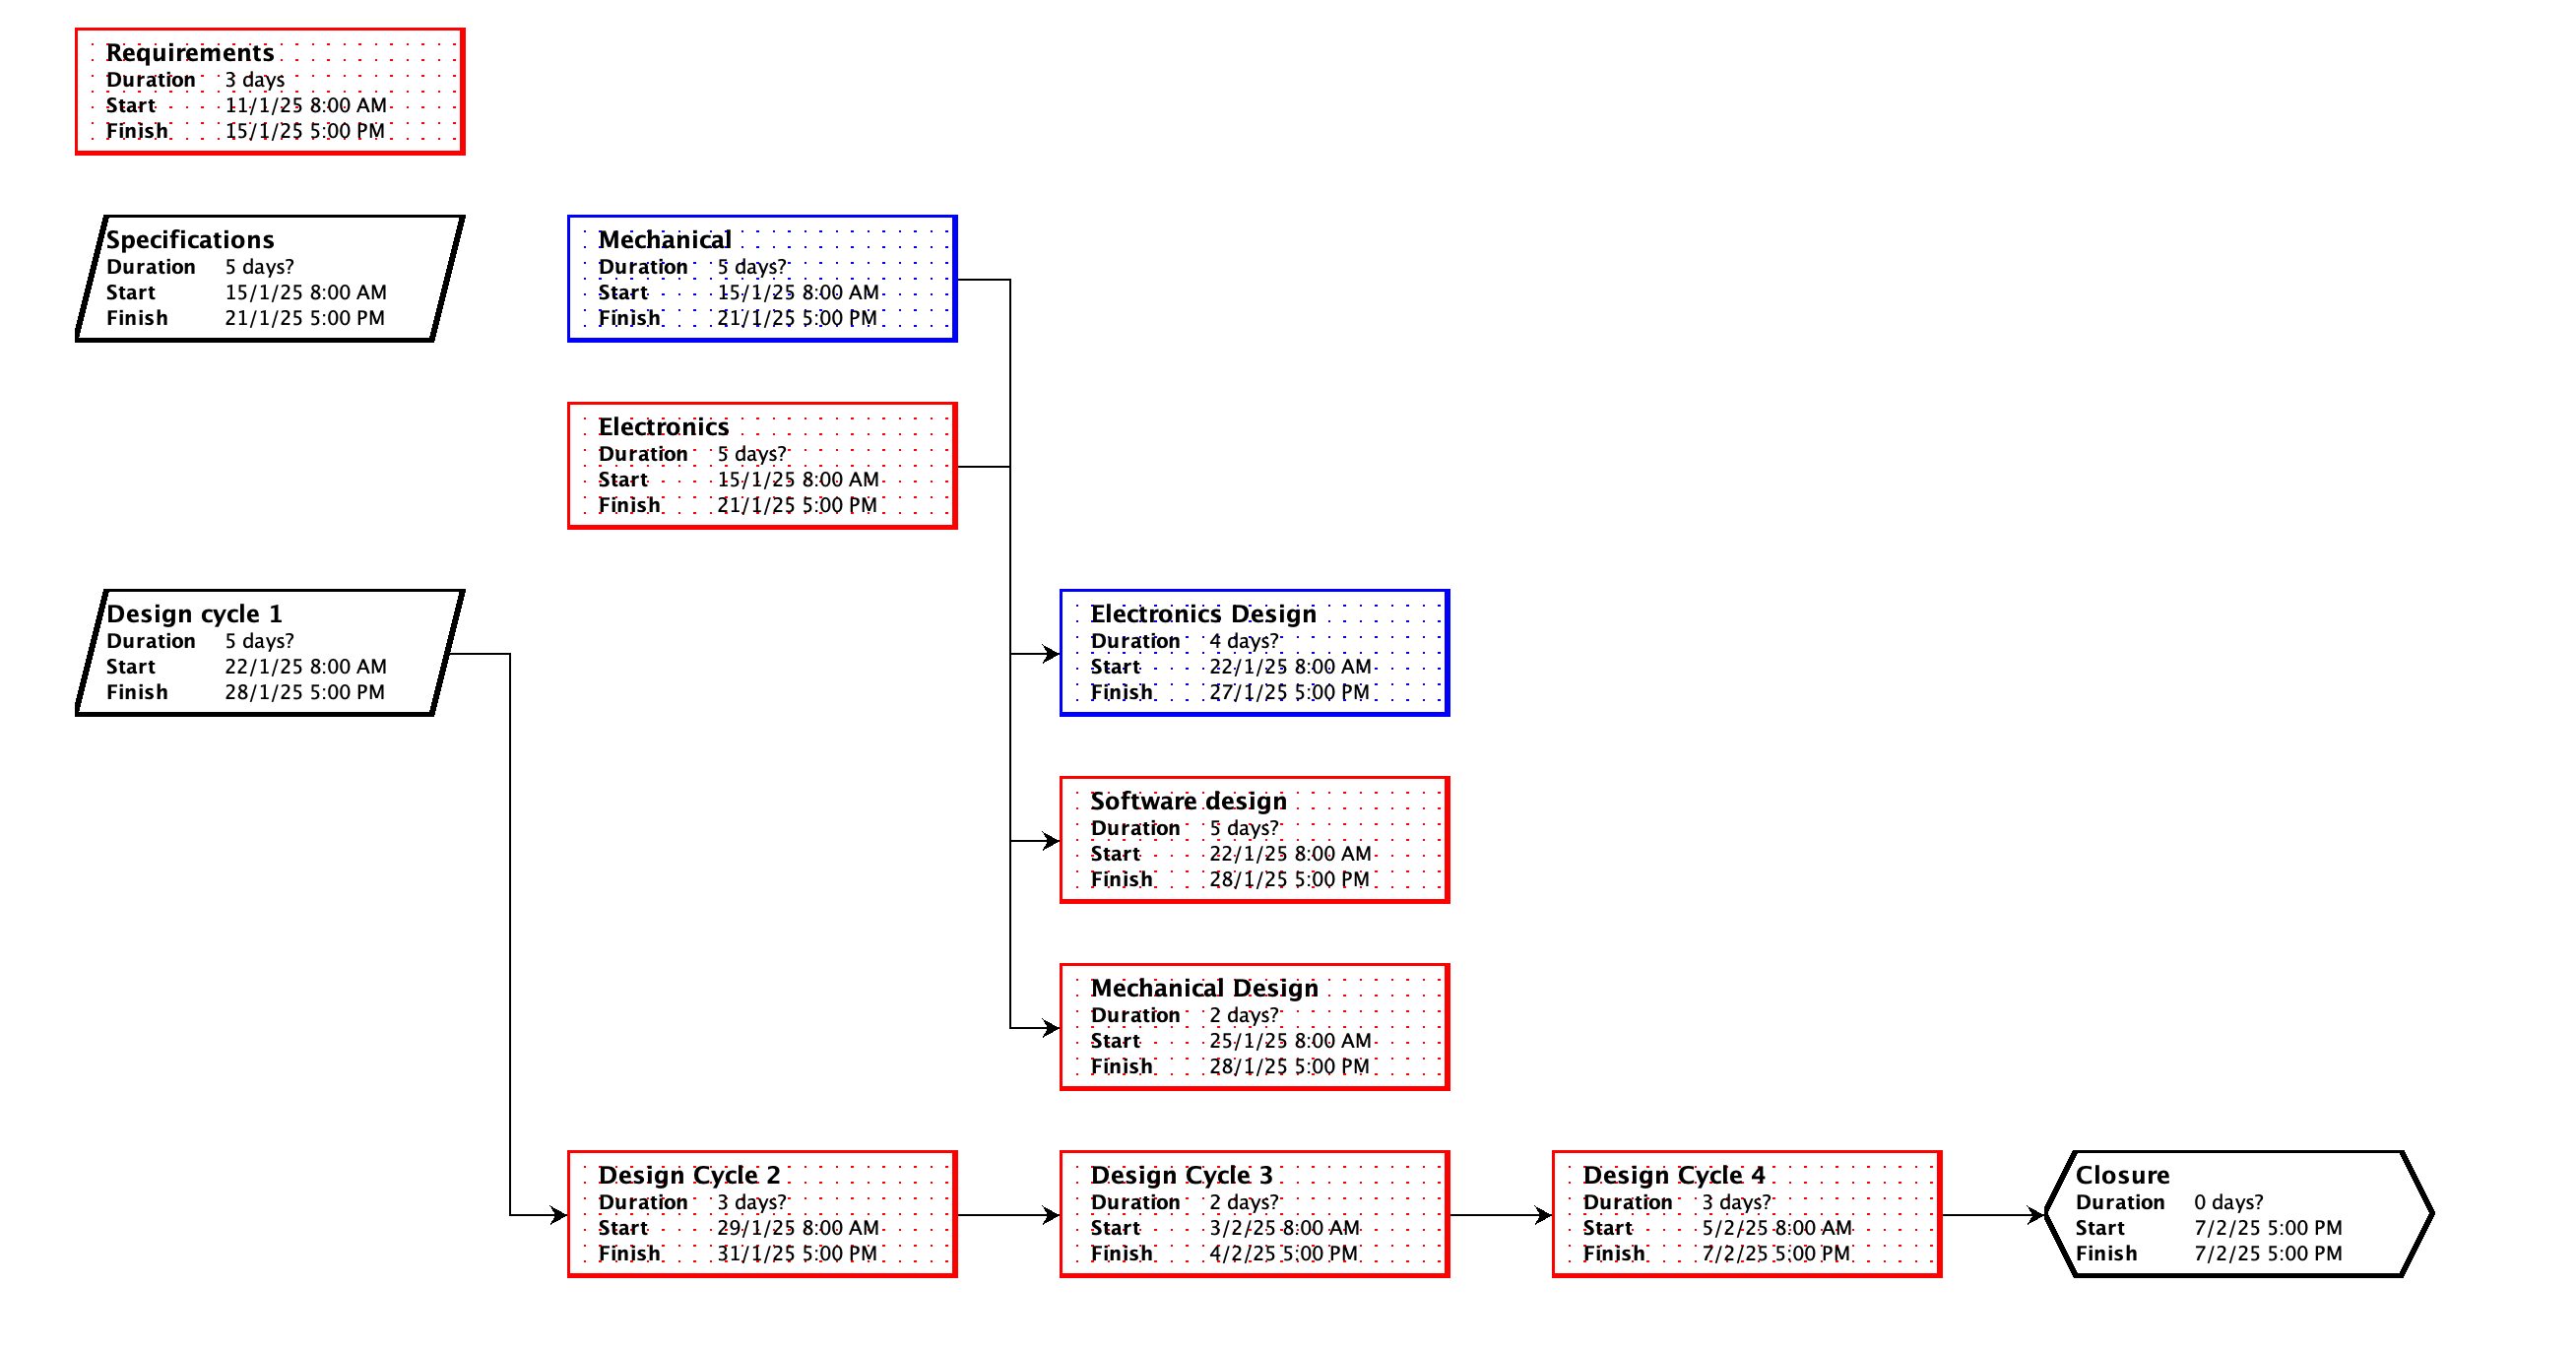 Requirements
Duration 3 days
Start 11/1/25 8:00 AM
Finish 15/1/25 5:00 PM
Specifications
Duration 5 days?
Start 15/1/25 8:00 AM
Finish 21/1/25 5:00 PM
Mechanical
Duration 5 days?
Start 15/1/25 8:00 AM
Finish 21/1/25 5:00 PM
Electronics
Duration 5 days?
Start 15/1/25 8:00 AM
Finish 21/1/25 5:00 PM
Design cycle 1
Duration 5 days?
Start 22/1/25 8:00 AM
Finish 28/1/25 5:00 PM
Electronics Design
Duration 4 days?
Start 22/1/25 8:00 AM
Finish 27/1/25 5:00 PM
Software design
Duration 5 days?
Start 22/1/25 8:00 AM
Finish 28/1/25 5:00 PM
Mechanical Design
Duration 2 days?
Start 25/1/25 8:00 AM
Finish 28/1/25 5:00 PM
Design Cycle 2
Duration 3 days?
Start 29/1/25 8:00 AM
Finish 31/1/25 5:00 PM
Design Cycle 3
Duration 2 days?
Start 3/2/25 8:00 AM
Finish 4/2/25 5:00 PM
Design Cycle 4
Duration 3 days?
Start 5/2/25 8:00 AM
Finish 7/2/25 5:00 PM
Closure
Duration 0 days?
Start 7/2/25 5:00 PM
Finish 7/2/25 5:00 PM